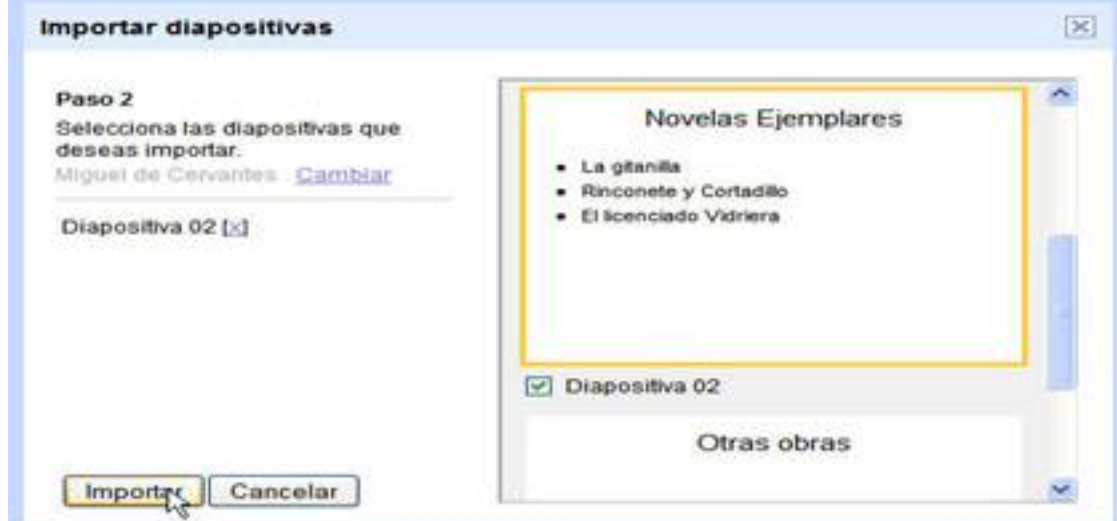 Importar diapositivas
Paso 2
Selecciona las diapositivas que
deseas importar.
Miguel de Cervantes Cambiar
Diapositiva 02 [x]
Importar Cancelar
Novelas Ejemplares
• La gitanilla
• Rinconete y Cortadillo
• El licenciado Vidriera
Diapositiva 02
Otras obras